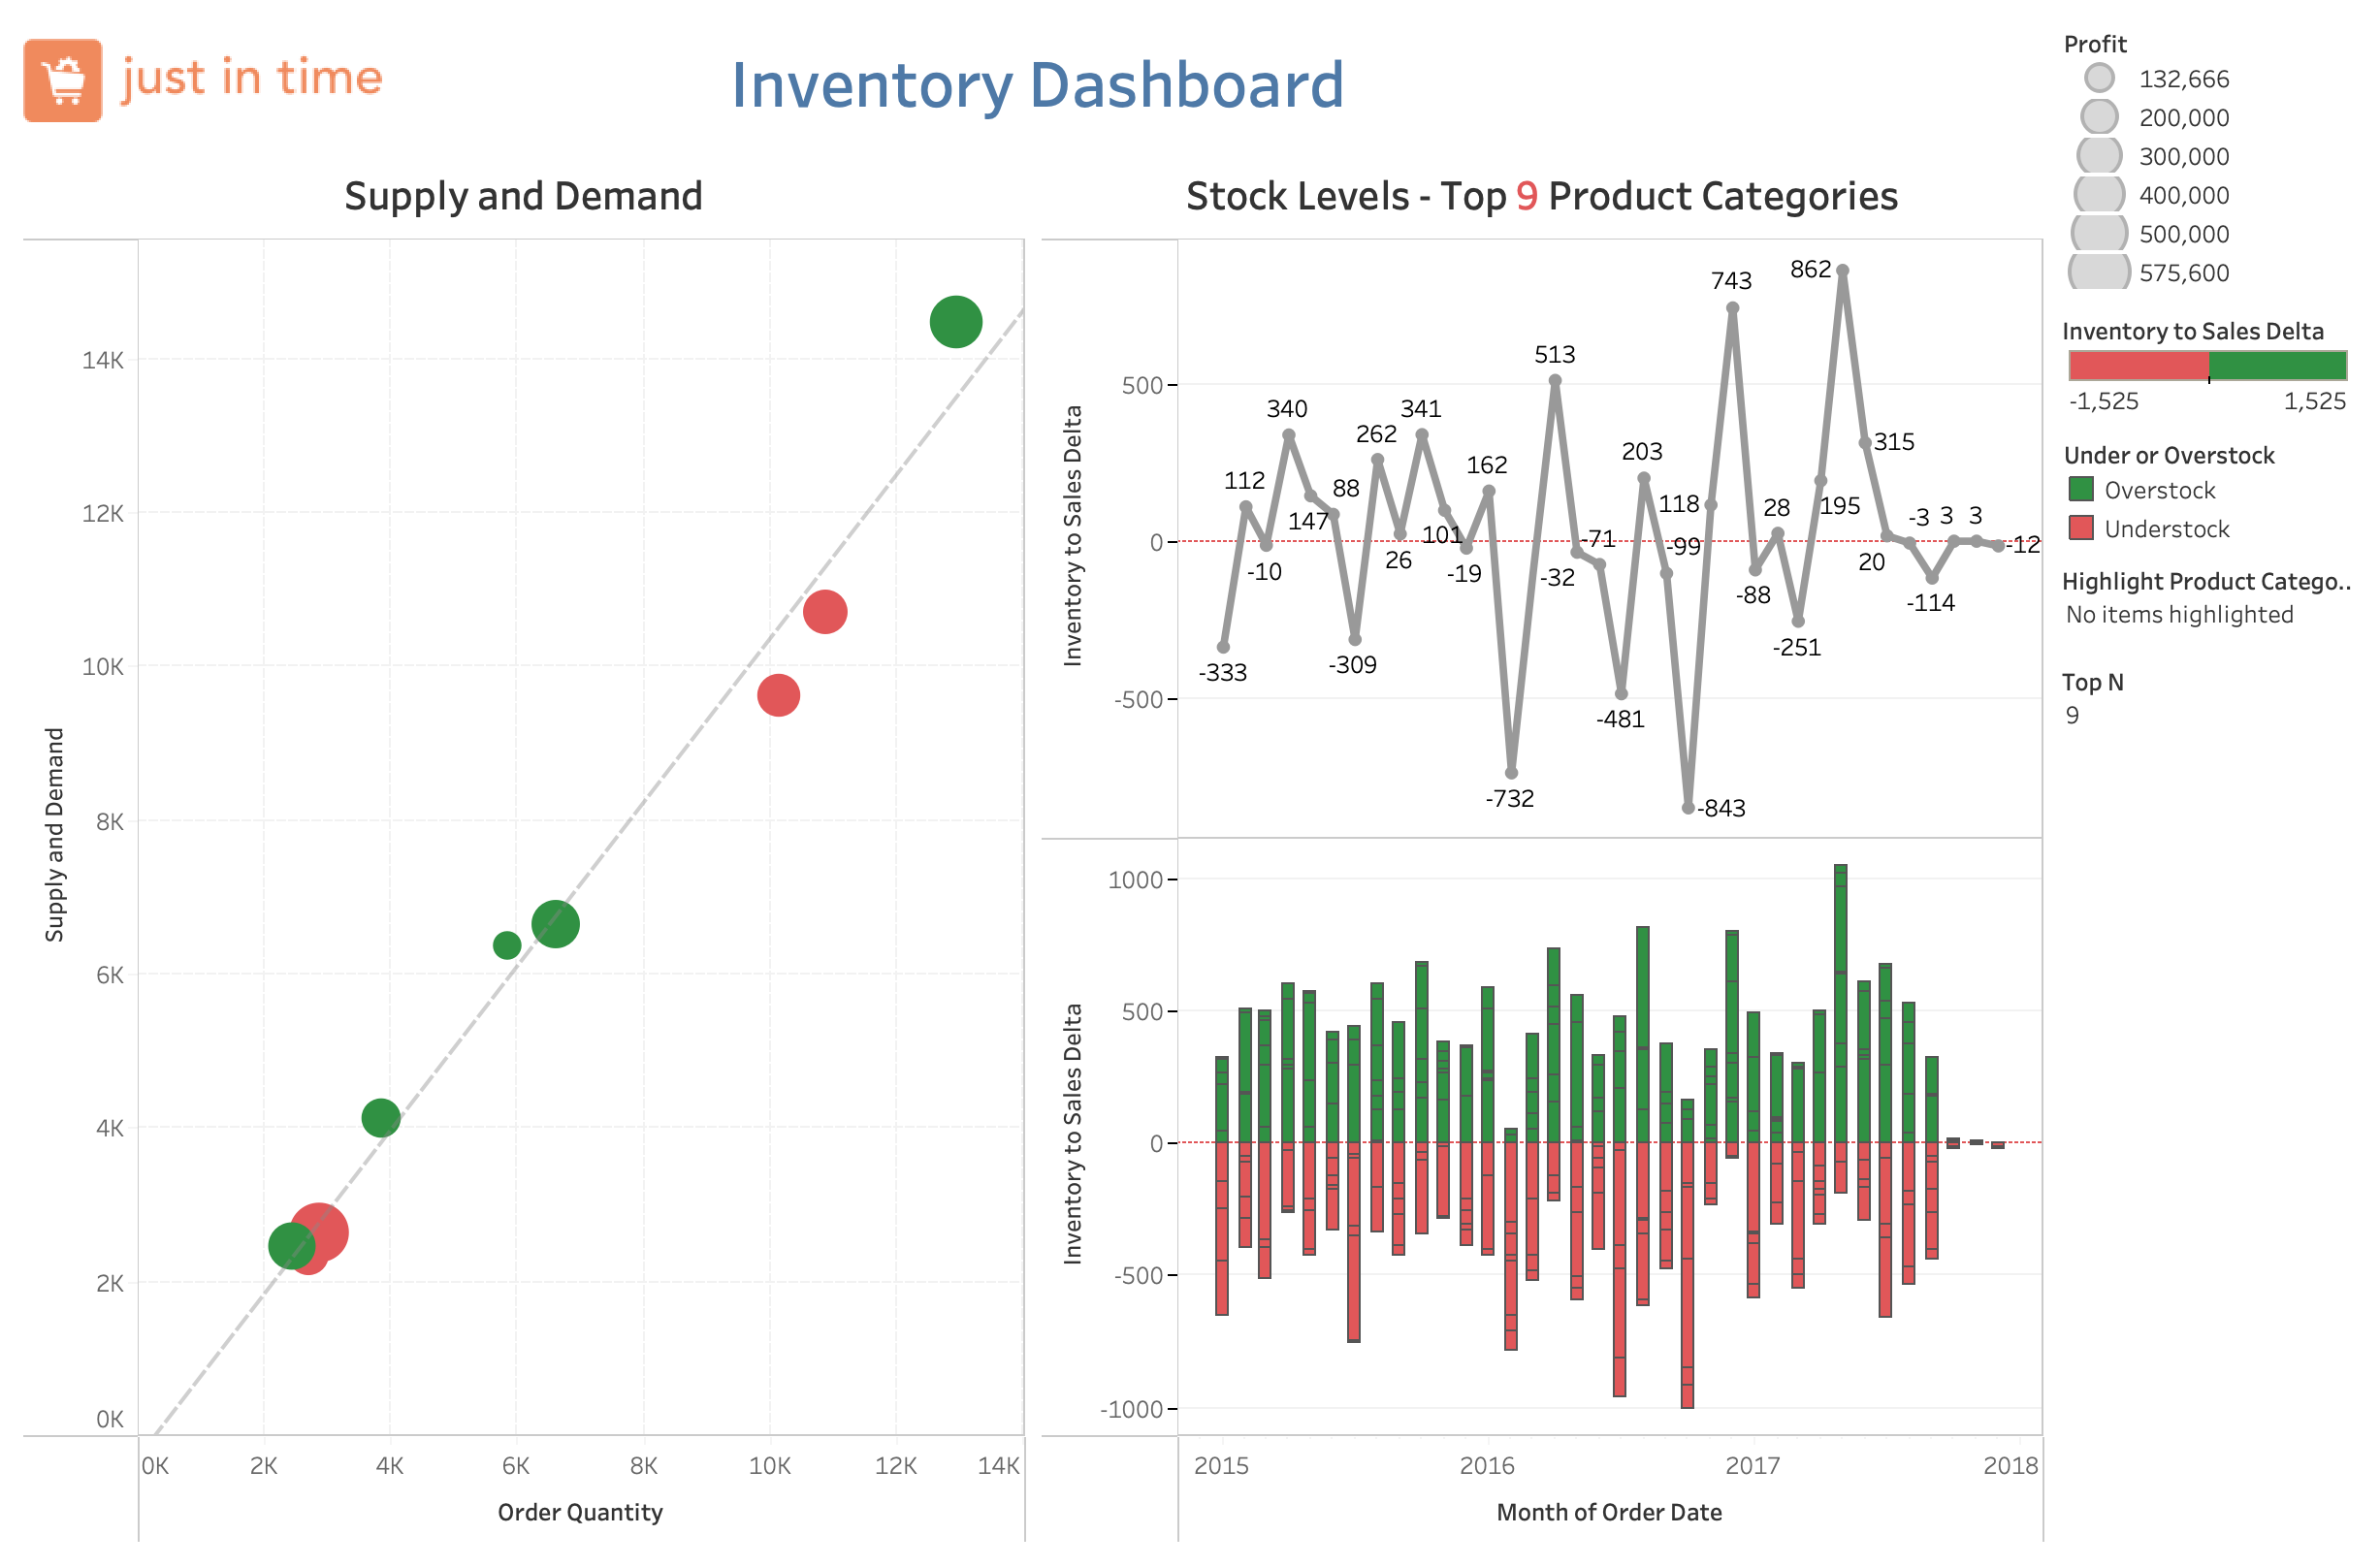 just in time
Inventory Dashboard
Supply and Demand
Supply and Demand
14K
12K
10K
8K
6K
4K
2K
0K
0K 2K 4K 6K 8K 10K 12K 14K
Order Quantity
Stock Levels - Top 9 Product Categories
Inventory to Sales Delta
500
0
-500
-333
112
-10
340
147
88
-309
262
26
341
101
-19
162
-732
513
-32
-71
-481
203
-99
-843
118
743
-88
28
-251
195
862
315
20
-3
-114
3
3
-12
Inventory to Sales Delta
1000
500
0
-500
-1000
2015 2016 2017 2018
Month of Order Date
Profit
132,666
200,000
300,000
400,000
500,000
575,600
Inventory to Sales Delta
-1,525 1,525
Under or Overstock
Overstock
Understock
Highlight Product Catego..
No items highlighted
Top N
9